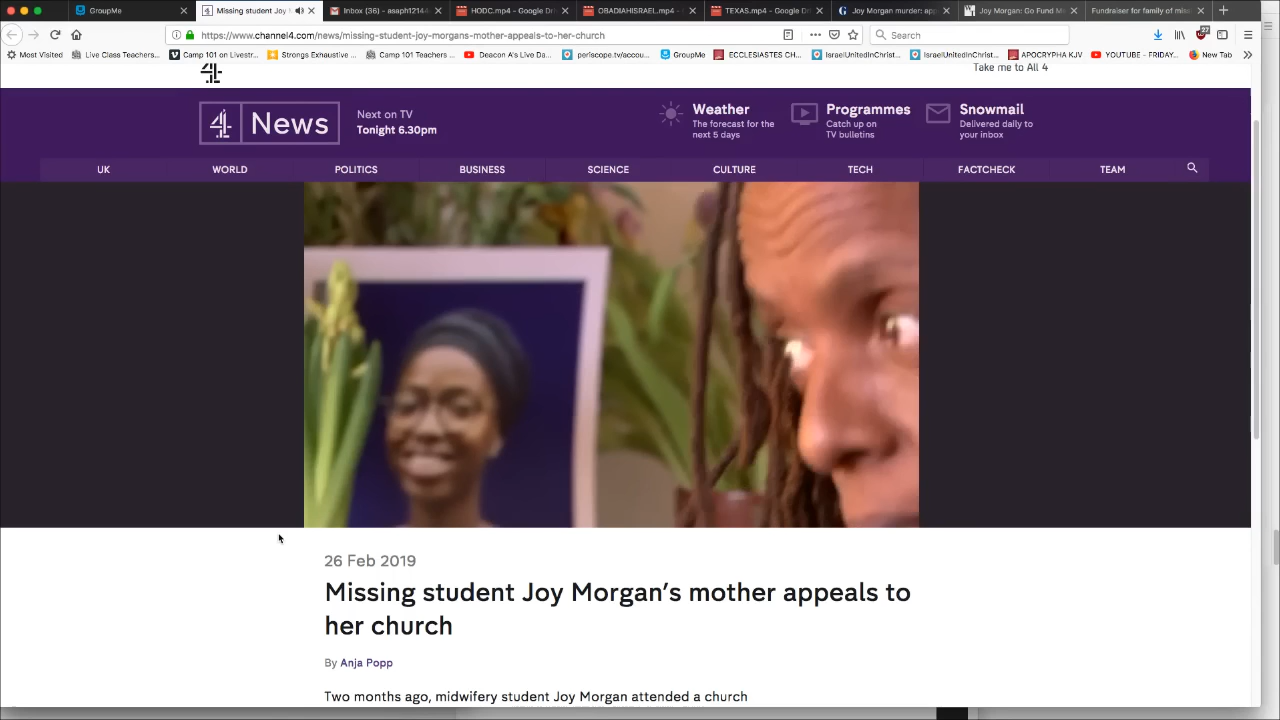 GroupMe
Missing student Joy M
Inbox (36) - asaph12144
HODC.mp4 - Google Dri
OBADIAHISRAEL.mp4 -
TEXAS.mp4 - Google D
Joy Morgan murder: ap
Joy Morgan: Go Fund M
Fundraiser for family of mis
https://www.channel4.com/news/missing-student-joy-morgans-mother-appeals-to-her-church
Search
Most Visited
Live Class Teachers...
Camp 101 on Livestr...
Strongs Exhaustive ...
Camp 101 Teachers ...
Deacon A's Live Da...
periscope.tv/accou...
GroupMe
ECCLESIASTES CH...
IsraelUnitedinChrist...
IsraelUnitedinChrist...
APOCRYPHA KJV
YOUTUBE - FRIDAY...
New Tab
4
Take me to All 4
4 News
Next on TV
Tonight 6.30pm
Weather
The forecast for the
next 5 days
Programmes
Catch up on
TV bulletins
Snowmail
Delivered daily to
your inbox
UK
WORLD
POLITICS
BUSINESS
SCIENCE
CULTURE
TECH
FACTCHECK
TEAM
26 Feb 2019
Missing student Joy Morgan's mother appeals to
her church
By Anja Popp
Two months ago, midwifery student Joy Morgan attended a church